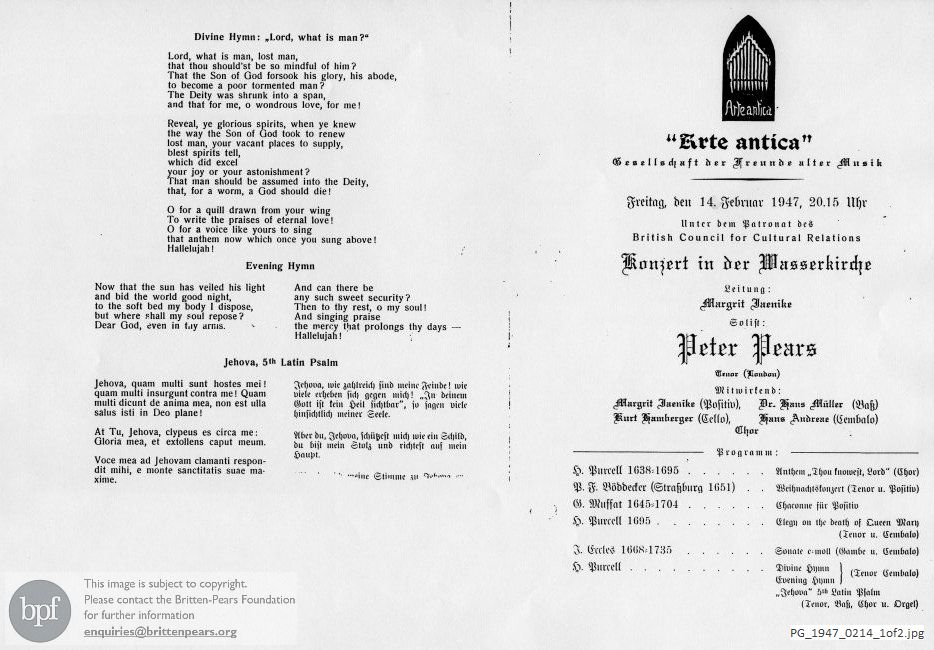 Divine Hymn: „Lord, what is man?“
Lord, what is man, lost man,
that thou should'st be so mindful of him?
That the Son of God forsook his glory, his abode,
to become a poor tormented man?
The Deity was shrunk into a span,
and that for me, o wondrous love, for me!
Reveal, ye glorious spirits, when ye knew
the way the Son of God took to renew
lost man, your vacant places to supply,
blest spirits tell,
which did excel
your joy or your astonishment?
That man should be assumed into the Deity,
that, for a worm, a God should die!
O for a quill drawn from your wing
To write the praises of eternal love!
O for a voice like yours to sing
that anthem now which once you sung above!
Hallelujah!
Evening Hymn
Now that the sun has veiled his light
and bid the world good night,
to the soft bed my body I dispose,
but where shall my soul repose?
Dear God, even in thy arms.
And can there be
any such sweet security?
Then to thy rest, o my soul!
And singing praise
the mercy that prolongs thy days —
Hallelujah!
Jehova, 5th Latin Psalm
Jehova, quam multi sunt hostes mei!
quam multi insurgunt contra me! Quam
multi dicunt de anima mea, non est ulla
salus isti in Deo plane!
At Tu, Jehova, clypeus es circa me:
Gloria mea, et extollens caput meum.
Voce mea ad Jehovam clamanti respon-
dit mihi, e monte sanctitatis suae ma-
xime.
Jehova, wie zahlreich sind meine Feinde! wie
viele erheben sich gegen mich! „In deinem
Gott ist kein Heil sichtbar“, so sagen viele
hinsichtlich meiner Seele.
Aber du, Jehova, schützest mich wie ein Schild,
du bist mein Stolz und richtest auf mein
Haupt.
meine Stimme zu Jehova
Arte antica
“Arte antica”
Gesellschaft der Freunde alter Musik
Freitag, den 14. Februar 1947, 20.15 Uhr
Unter dem Patronat des
British Council for Cultural Relations
Konzert in der Wasserkirche
Leitung:
Margrit Jaenike
Solist:
Peter Pears
Tenor (London)
Mitwirkend:
Margrit Jaenike (Positiv), Dr. Hans Müller (Baß)
Kurt Hamberger (Cello), Hans Andreae (Cembalo)
Chor
Programm:
H. Purcell 1638-1695 . . . . . . Anthem „Thou knowest, Lord“ (Chor)
P. F. Böddecker (Straßburg 1651) . . Weihnachtskonzert (Tenor u. Positiv)
G. Muffat 1645-1704 . . . . . . Chaconne für Positiv
H. Purcell 1695 . . . . . . . . Elegy on the death of Queen Mary
(Tenor u. Cembalo)
J. Eccles 1668-1735 . . . . . . Sonate c-moll (Gambe u. Cembalo)
H. Purcell . . . . . . . . . . Divine Hymn
Evening Hymn } (Tenor Cembalo)
„Jehova“ 5th Latin Psalm
(Tenor, Baß, Chor u. Orgel)
bpf
This image is subject to copyright.
Please contact the Britten-Pears Foundation
for further information
enquiries@brittenpears.org
PG_1947_0214_1of2.jpg